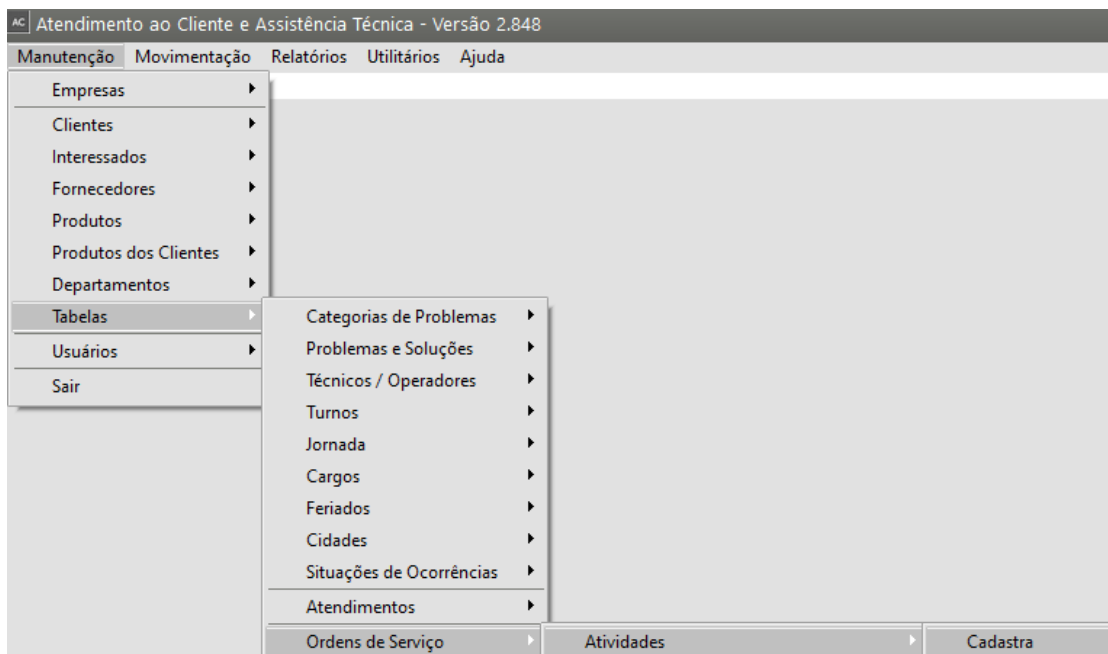 AC Atendimento ao Cliente e Assistência Técnica - Versão 2.848
Manutenção Movimentação Relatórios Utilitários Ajuda
Empresas
Clientes
Interessados
Fornecedores
Produtos
Produtos dos Clientes
Departamentos
Tabelas
Usuários
Sair
Categorias de Problemas
Problemas e Soluções
Técnicos / Operadores
Turnos
Jornada
Cargos
Feriados
Cidades
Situações de Ocorrências
Atendimentos
Ordens de Serviço
Atividades
Cadastra